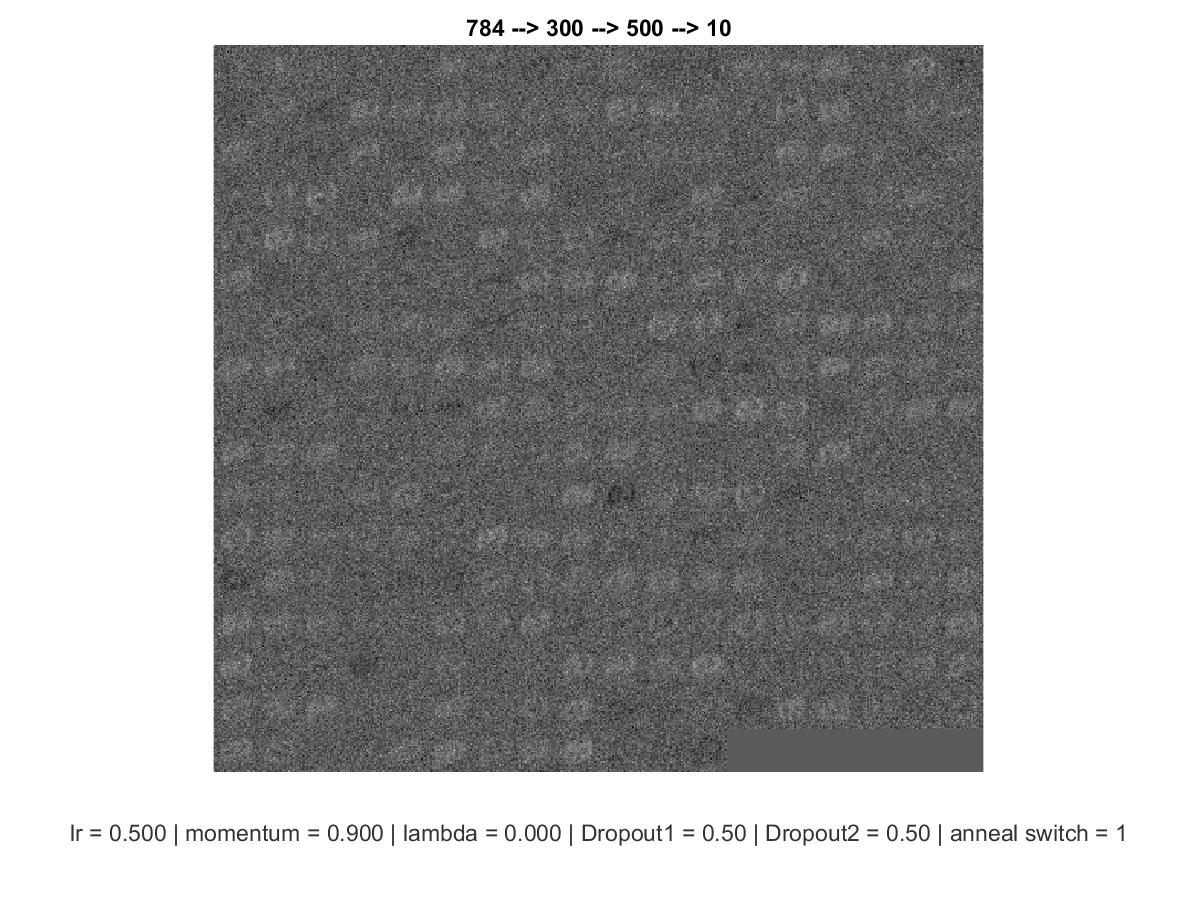 784 --> 300 --> 500 --> 10
lr = 0.500 | momentum = 0.900 | lambda = 0.000 | Dropout1 = 0.50 | Dropout2 = 0.50 | anneal switch = 1